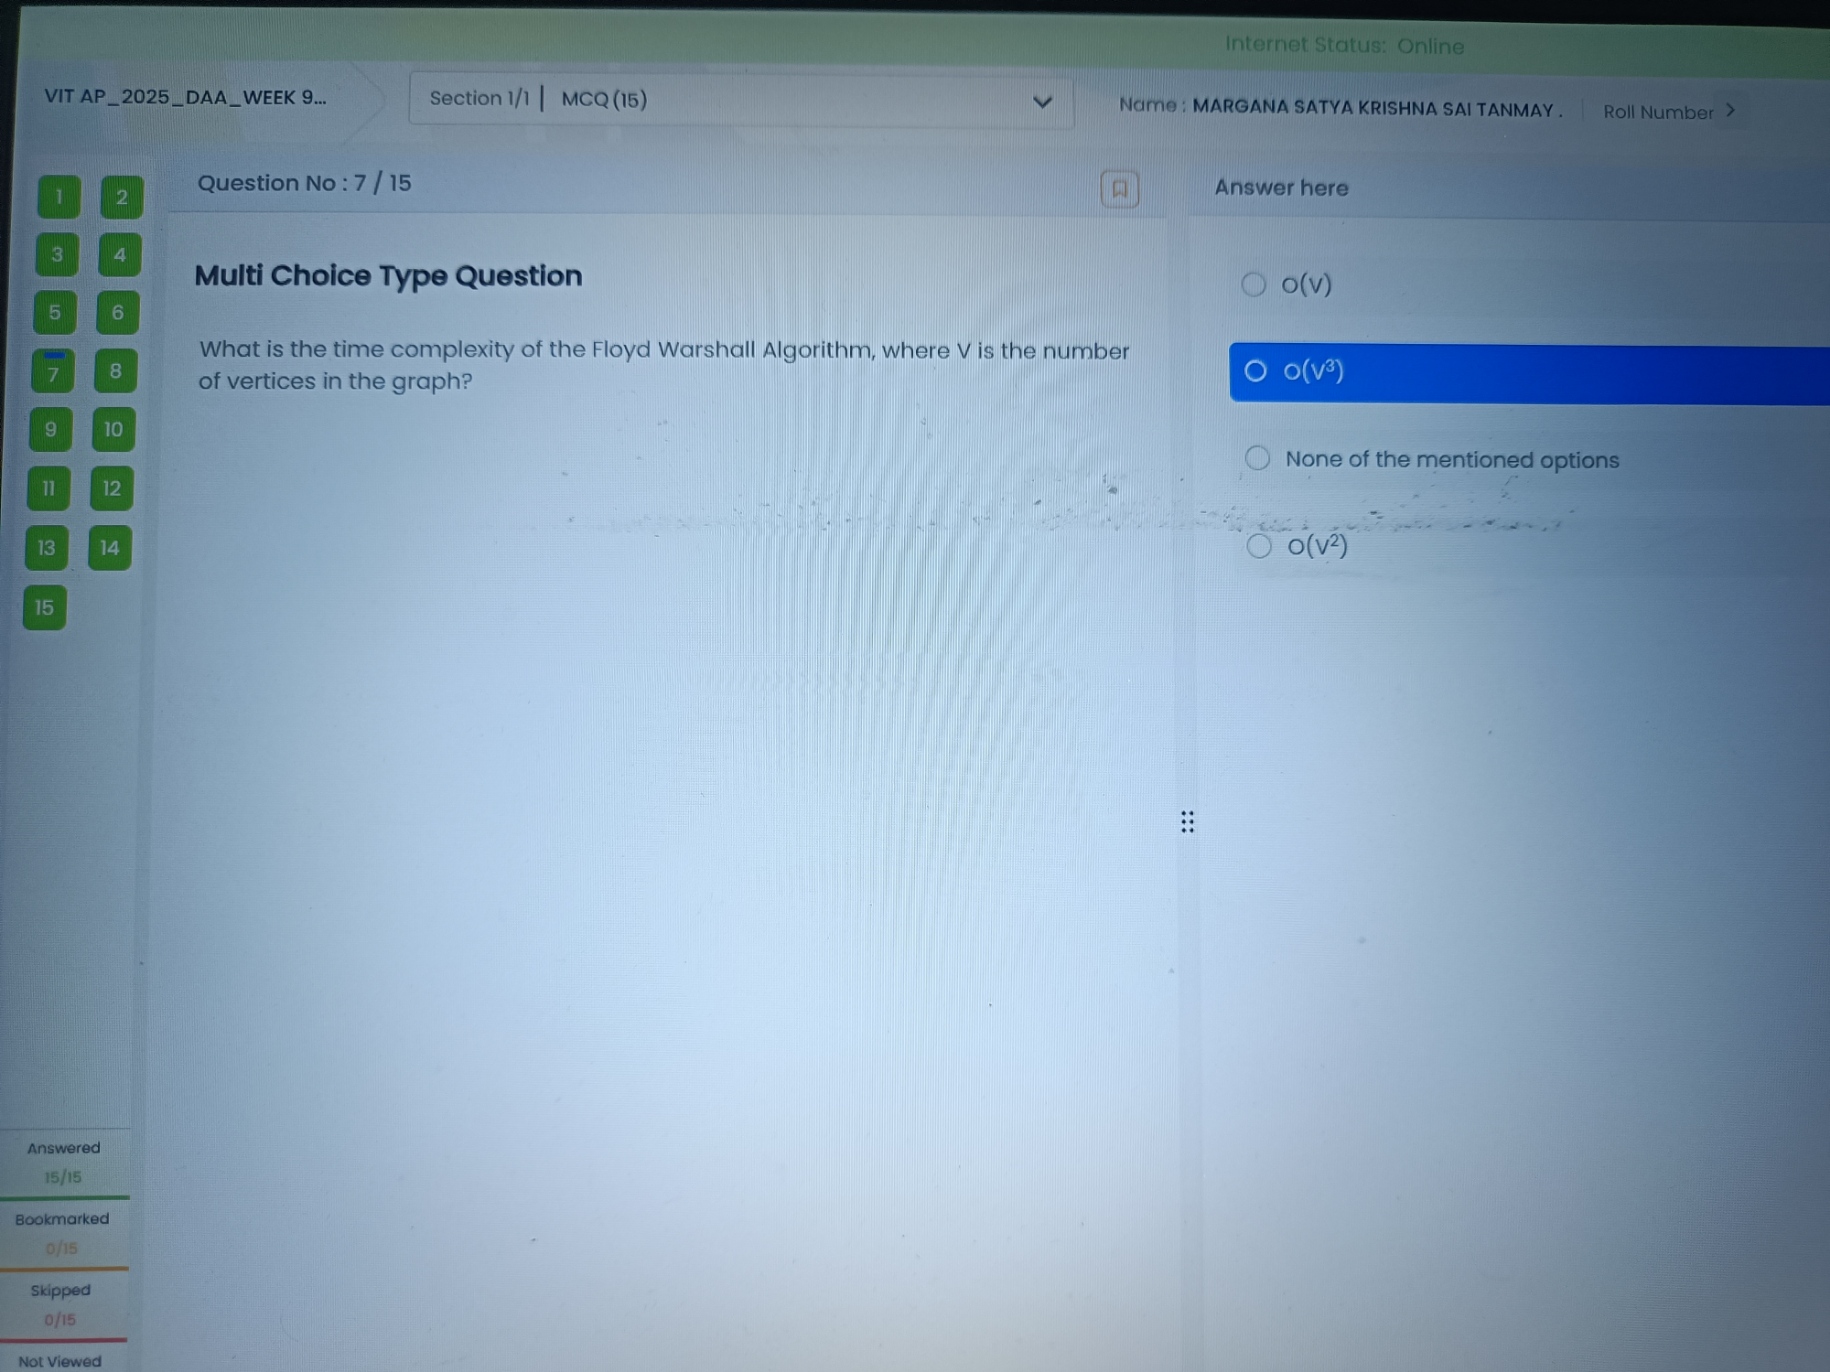 Internet Status: Online
VIT AP_2025_DAA_WEEK 9...
Section 1/1 | MCQ (15)
Name : MARGANA SATYA KRISHNA SAI TANMAY .
Roll Number >
Question No : 7 / 15
Answer here
1 2
3 4
5 6
7 8
9 10
11 12
13 14
15
Multi Choice Type Question
What is the time complexity of the Floyd Warshall Algorithm, where V is the number
of vertices in the graph?
O(V)
O(V³)
None of the mentioned options
O(V²)
Answered
15/15
Bookmarked
0/15
Skipped
0/15
Not Viewed